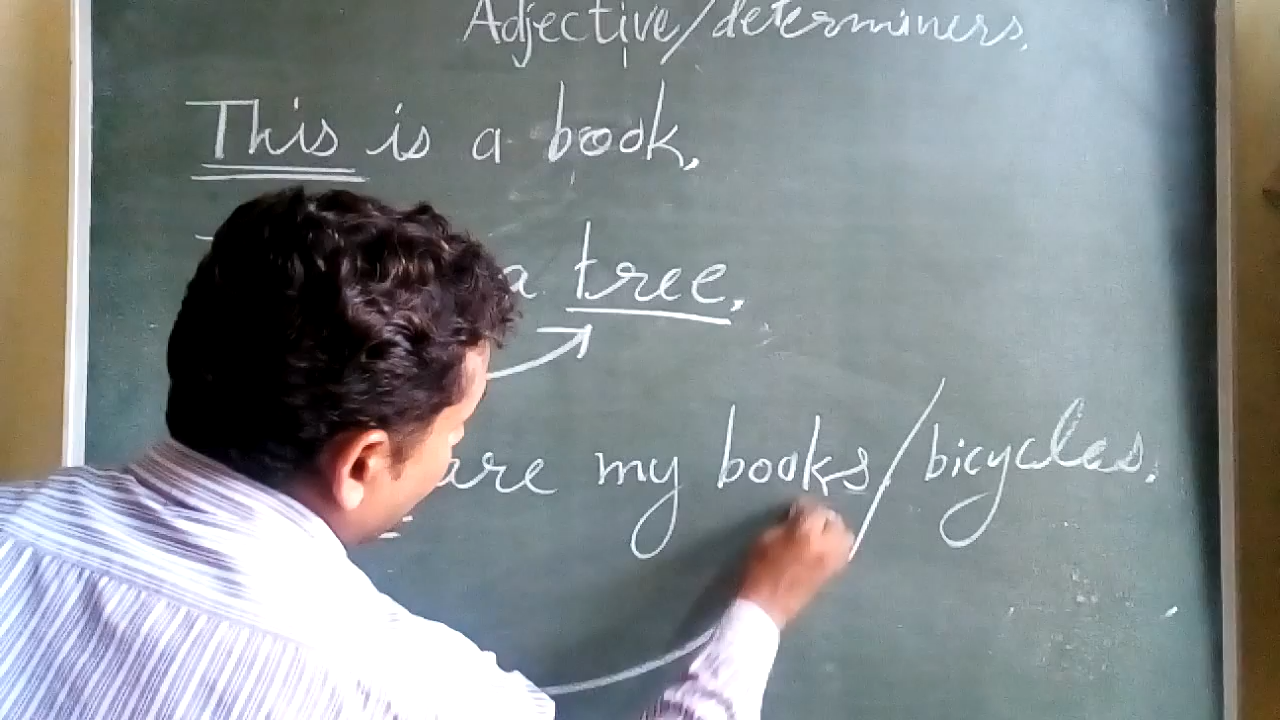 Adjective/determiners.
This is a book.
a tree.
are my books/bicycles.